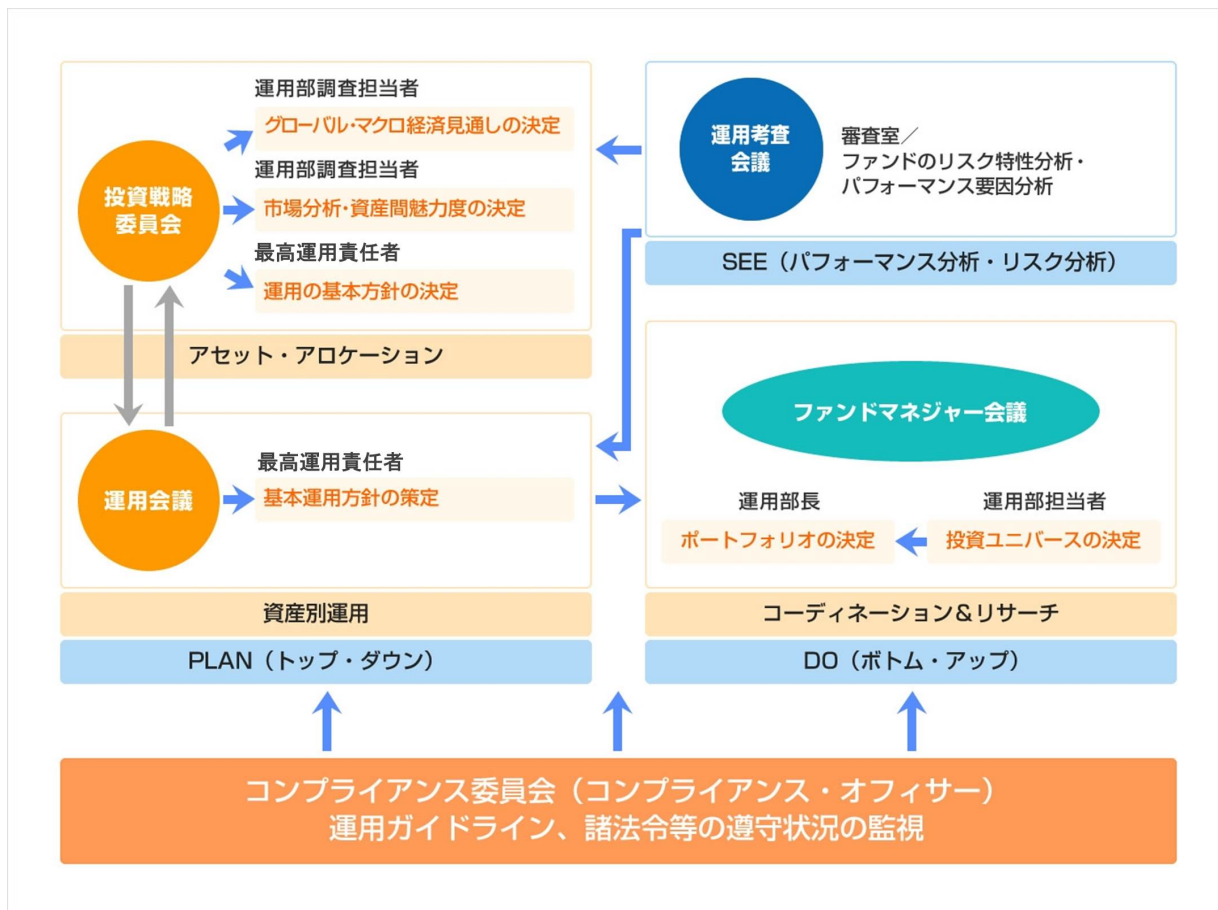 投資戦略
委員会
運用部調査担当者
グローバル・マクロ経済見通しの決定
運用部調査担当者
市場分析・資産間魅力度の決定
最高運用責任者
運用の基本方針の決定
アセット・アロケーション
運用会議
最高運用責任者
基本運用方針の策定
資産別運用
PLAN（トップ・ダウン）
運用考査
会議
審査室／
ファンドのリスク特性分析・
パフォーマンス要因分析
SEE（パフォーマンス分析・リスク分析）
ファンドマネジャー会議
運用部長
ポートフォリオの決定
運用部担当者
投資ユニバースの決定
コーディネーション＆リサーチ
DO（ボトム・アップ）
コンプライアンス委員会（コンプライアンス・オフィサー）
運用ガイドライン、諸法令等の遵守状況の監視